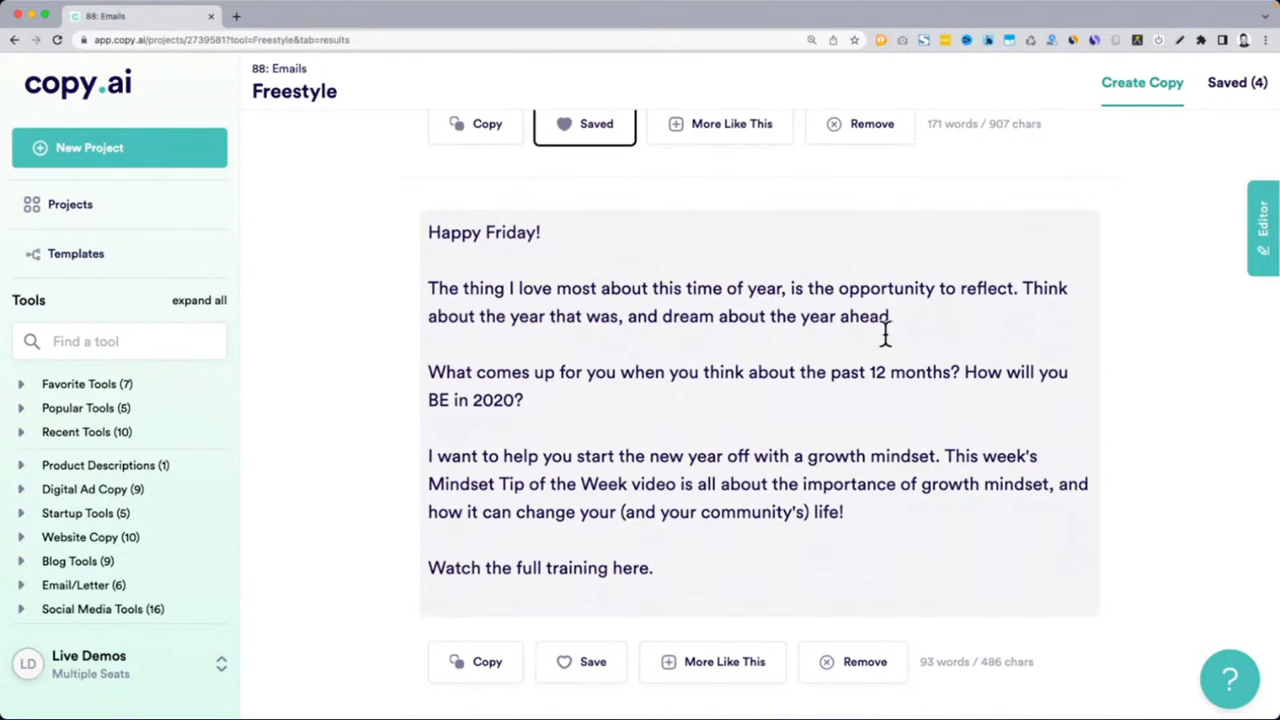 88: Emails
app.copy.ai/projects/2739581?tool=Freestyle&tab=results
copy.ai
88: Emails
Freestyle
Create Copy
Saved (4)
New Project
Copy
Saved
More Like This
Remove
171 words / 907 chars
Projects
Templates
Tools
expand all
Find a tool
Favorite Tools (7)
Popular Tools (5)
Recent Tools (10)
Product Descriptions (1)
Digital Ad Copy (9)
Startup Tools (5)
Website Copy (10)
Blog Tools (9)
Email/Letter (6)
Social Media Tools (16)
LD
Live Demos
Multiple Seats
Happy Friday!
The thing I love most about this time of year, is the opportunity to reflect. Think
about the year that was, and dream about the year ahead.
What comes up for you when you think about the past 12 months? How will you
BE in 2020?
I want to help you start the new year off with a growth mindset. This week's
Mindset Tip of the Week video is all about the importance of growth mindset, and
how it can change your (and your community's) life!
Watch the full training here.
Copy
Save
More Like This
Remove
93 words / 486 chars
Editor
?